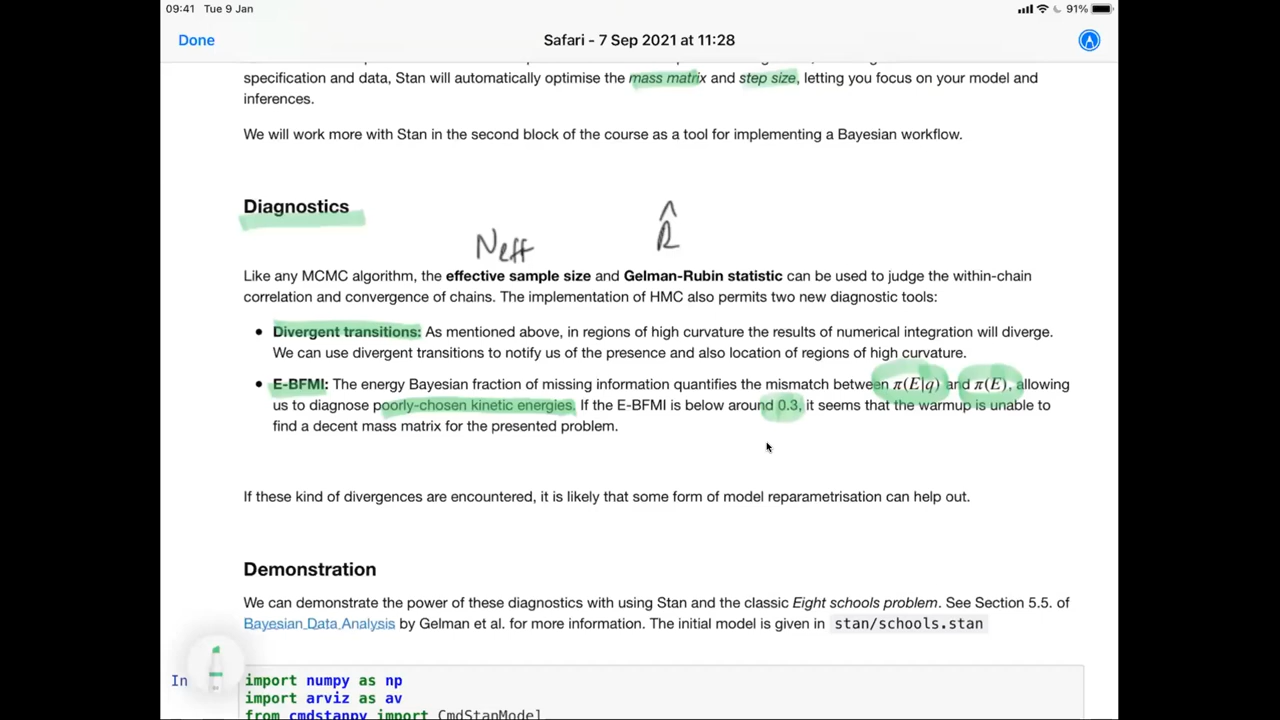 09:41 Tue 9 Jan
91%
Done
Safari - 7 Sep 2021 at 11:28
specification and data, Stan will automatically optimise the mass matrix and step size, letting you focus on your model and
inferences.
We will work more with Stan in the second block of the course as a tool for implementing a Bayesian workflow.
Diagnostics
Neff
R̂
Like any MCMC algorithm, the effective sample size and Gelman-Rubin statistic can be used to judge the within-chain
correlation and convergence of chains. The implementation of HMC also permits two new diagnostic tools:
• Divergent transitions: As mentioned above, in regions of high curvature the results of numerical integration will diverge.
We can use divergent transitions to notify us of the presence and also location of regions of high curvature.
• E-BFMI: The energy Bayesian fraction of missing information quantifies the mismatch between π(E|q) and π(E), allowing
us to diagnose poorly-chosen kinetic energies. If the E-BFMI is below around 0.3, it seems that the warmup is unable to
find a decent mass matrix for the presented problem.
If these kind of divergences are encountered, it is likely that some form of model reparametrisation can help out.
Demonstration
We can demonstrate the power of these diagnostics with using Stan and the classic Eight schools problem. See Section 5.5. of
Bayesian Data Analysis by Gelman et al. for more information. The initial model is given in stan/schools.stan
In
import numpy as np
import arviz as av
from cmdstanpy import CmdStanModel